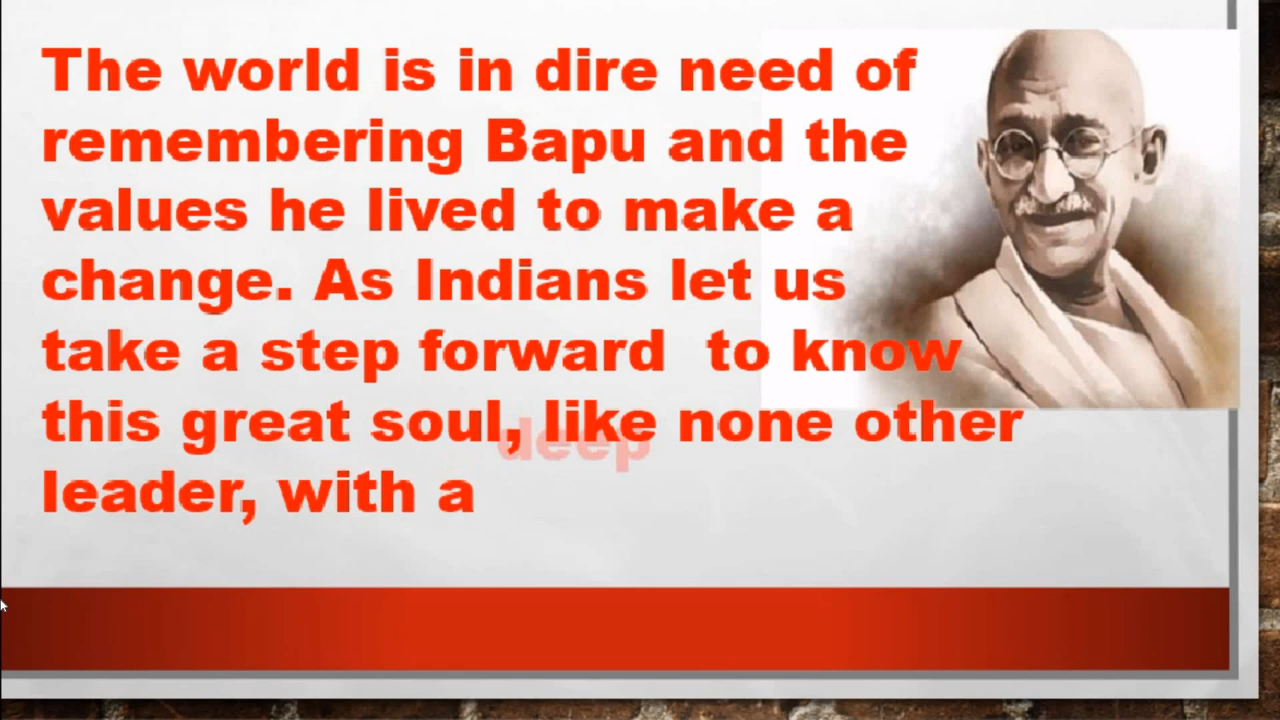 The world is in dire need of
remembering Bapu and the
values he lived to make a
change. As Indians let us
take a step forward  to know
this great soul, like none other
leader, with a
deep